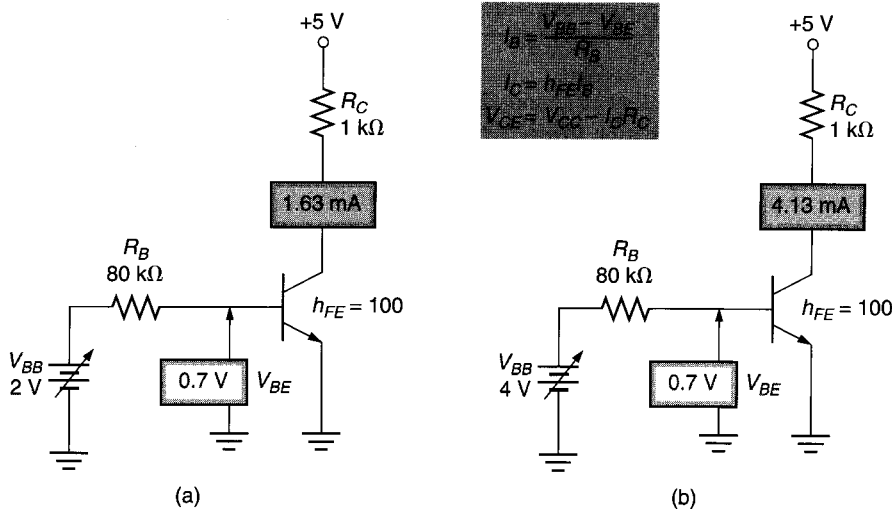 +5 V
R_C
1 kΩ
1.63 mA
R_B
80 kΩ
h_FE = 100
V_BB
2 V
0.7 V
V_BE
(a)
I_B = (V_BB − V_BE) / R_B
I_C = h_FE I_B
V_CE = V_CC − I_C R_C
+5 V
R_C
1 kΩ
4.13 mA
R_B
80 kΩ
h_FE = 100
V_BB
4 V
0.7 V
V_BE
(b)